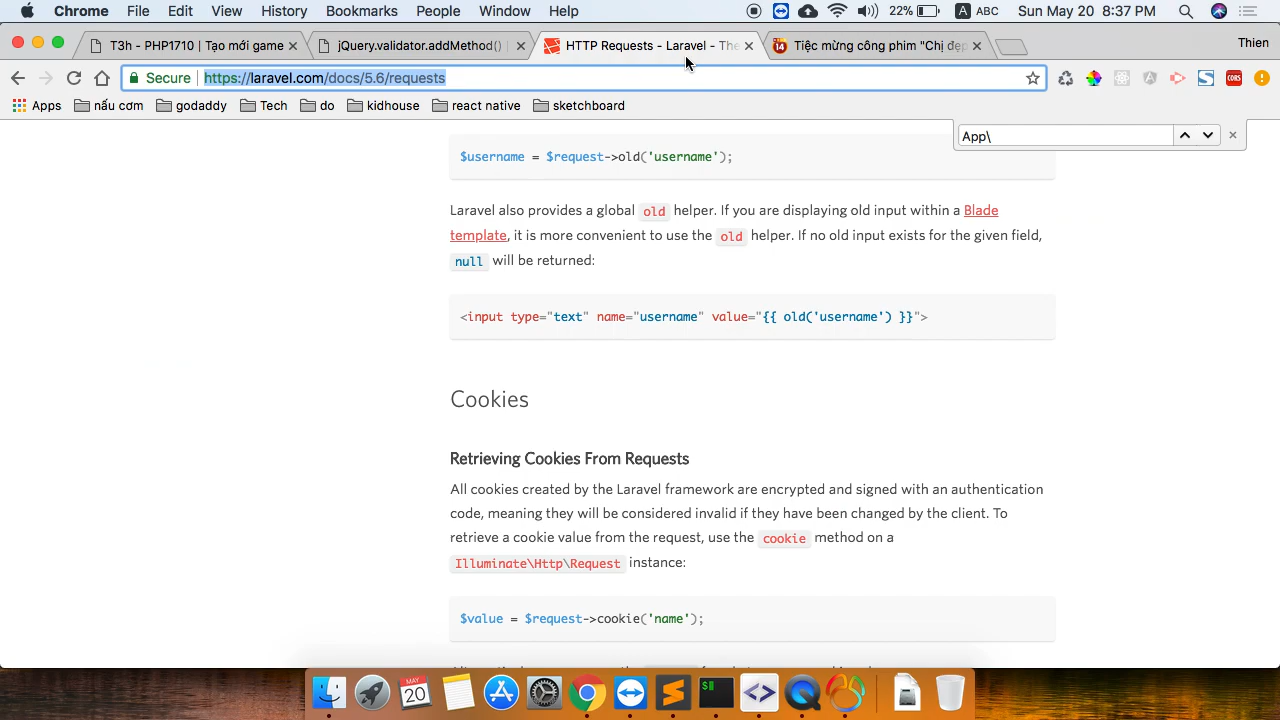 Chrome File Edit View History Bookmarks People Window Help 22% A ABC Sun May 20 8:37 PM
T3h - PHP1710 | Tạo mới game
jQuery.validator.addMethod() |
HTTP Requests - Laravel - The
14 Tiệc mừng công phim "Chị đẹp
Thien
Secure | https://laravel.com/docs/5.6/requests
CORS
Apps nấu cơm godaddy Tech do kidhouse react native sketchboard
App\
$username = $request->old('username');
Laravel also provides a global old helper. If you are displaying old input within a Blade
template, it is more convenient to use the old helper. If no old input exists for the given field,
null will be returned:
<input type="text" name="username" value="{{ old('username') }}">
Cookies
Retrieving Cookies From Requests
All cookies created by the Laravel framework are encrypted and signed with an authentication
code, meaning they will be considered invalid if they have been changed by the client. To
retrieve a cookie value from the request, use the cookie method on a
Illuminate\Http\Request instance:
$value = $request->cookie('name');
MAY
20
$